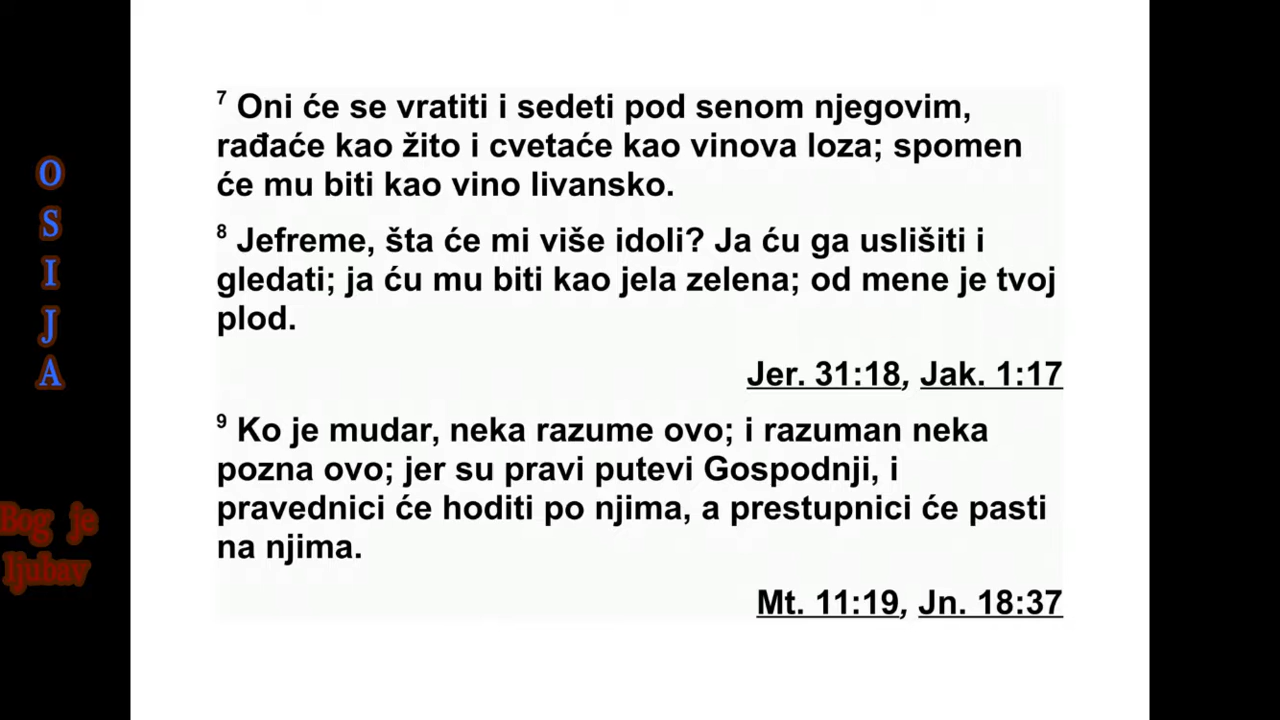 O
S
I
J
A
Bog je
ljubav
7 Oni će se vratiti i sedeti pod senom njegovim,
rađaće kao žito i cvetaće kao vinova loza; spomen
će mu biti kao vino livansko.
8 Jefreme, šta će mi više idoli? Ja ću ga uslišiti i
gledati; ja ću mu biti kao jela zelena; od mene je tvoj
plod.
Jer. 31:18, Jak. 1:17
9 Ko je mudar, neka razume ovo; i razuman neka
pozna ovo; jer su pravi putevi Gospodnji, i
pravednici će hoditi po njima, a prestupnici će pasti
na njima.
Mt. 11:19, Jn. 18:37